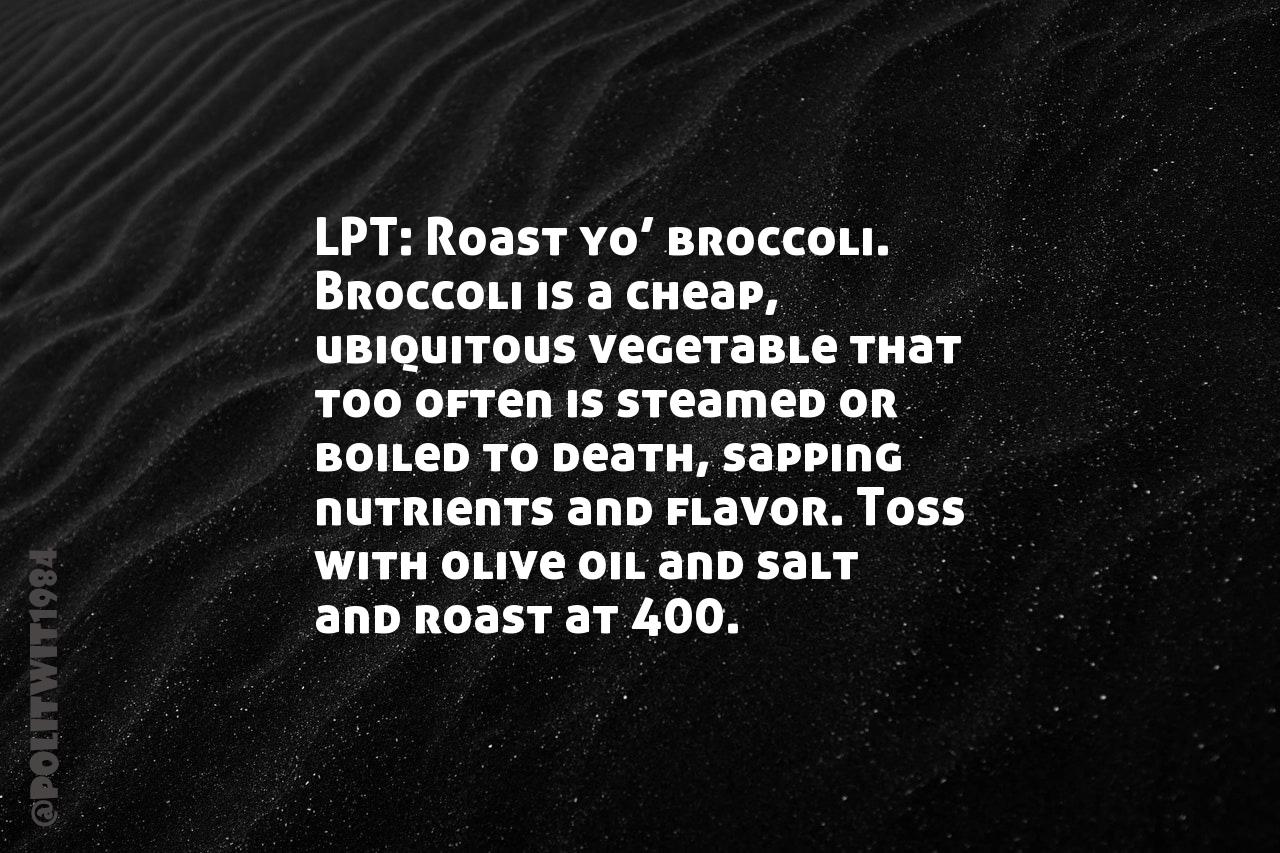 LPT: Roast yo’ broccoli.
Broccoli is a cheap,
ubiquitous vegetable that
too often is steamed or
boiled to death, sapping
nutrients and flavor. Toss
with olive oil and salt
and roast at 400.
@politwit1984